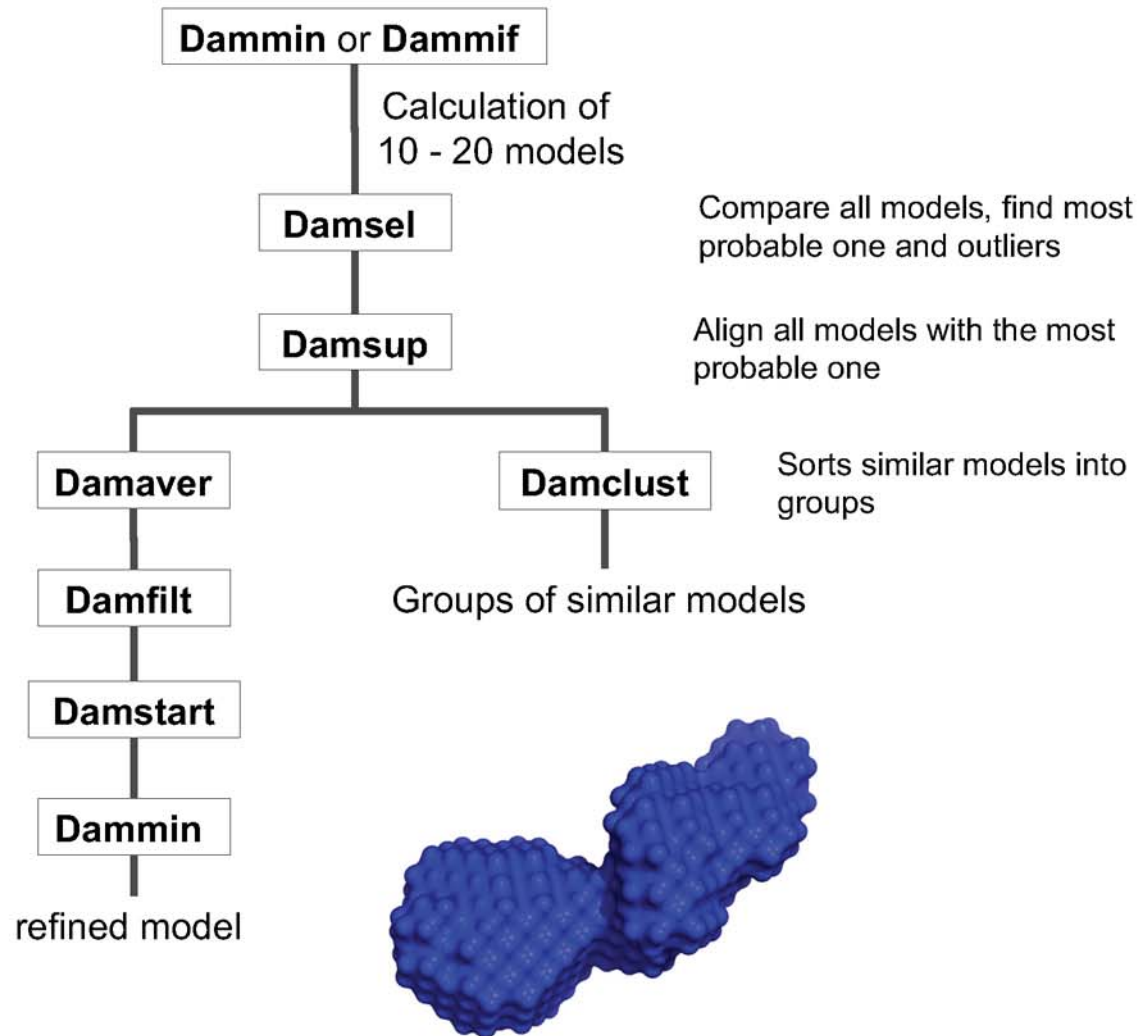 Dammin or Dammif
Calculation of
10 - 20 models
Damsel
Compare all models, find most
probable one and outliers
Damsup
Align all models with the most
probable one
Damaver
Damclust
Sorts similar models into
groups
Damfilt
Groups of similar models
Damstart
Dammin
refined model